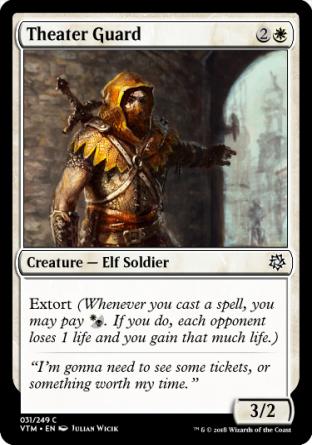 Theater Guard 2
Creature — Elf Soldier
Extort (Whenever you cast a spell, you
may pay . If you do, each opponent
loses 1 life and you gain that much life.)
"I'm gonna need to see some tickets, or
something worth my time."
3/2
031/249 C
VTM • EN Julian Wicik
™ & © 2018 Wizards of the Coast